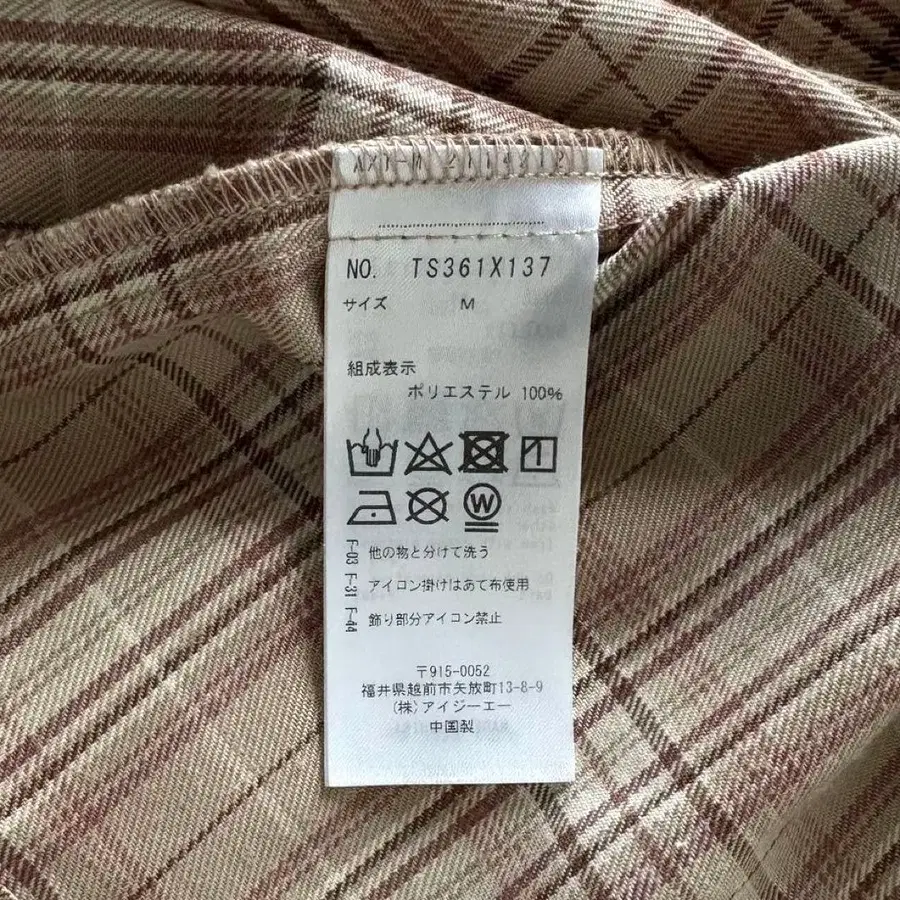 NO. TS361X137
サイズ M
組成表示
ポリエステル 100%
W
F-03 他の物と分けて洗う
F-31 アイロン掛けはあて布使用
F-44 飾り部分アイロン禁止
〒915-0052
福井県越前市矢放町13-8-9
(株)アイジーエー
中国製